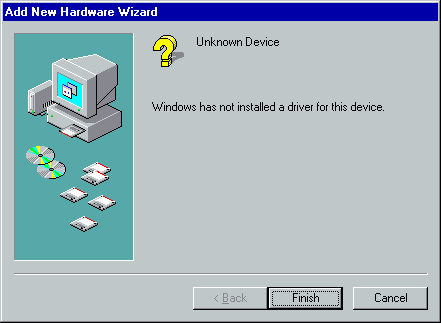 Add New Hardware Wizard
Unknown Device
Windows has not installed a driver for this device.
< Back
Finish
Cancel